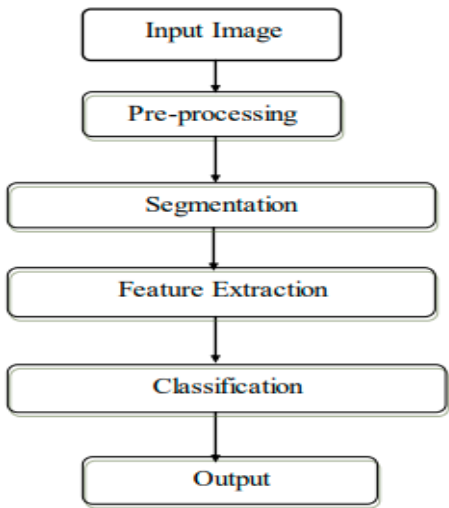 Input Image
Pre-processing
Segmentation
Feature Extraction
Classification
Output